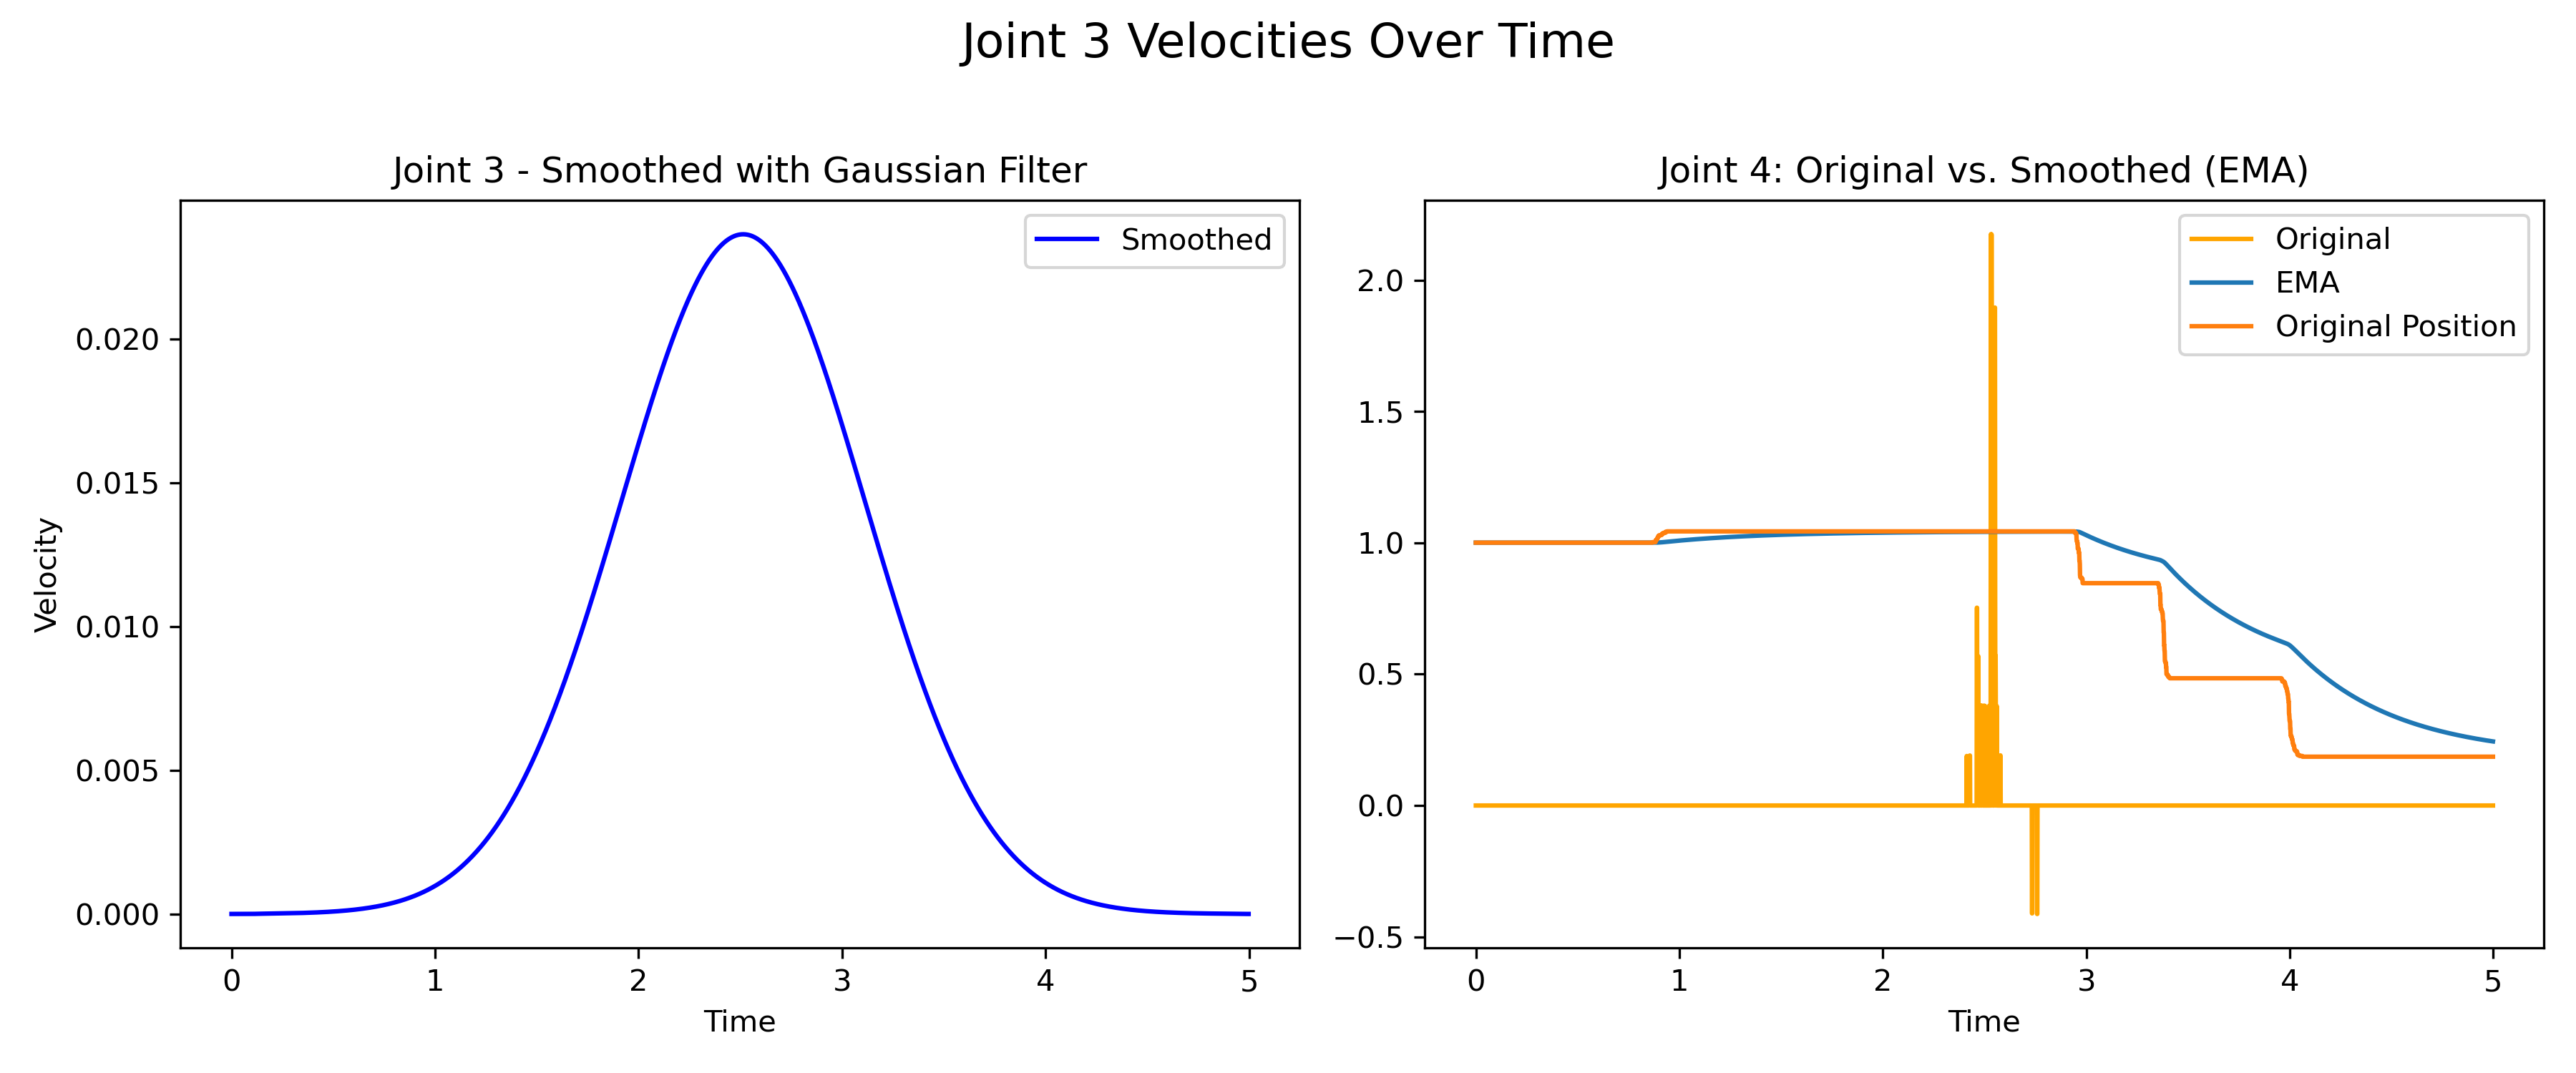 Joint 3 Velocities Over Time
Joint 3 - Smoothed with Gaussian Filter
Smoothed
Velocity
0.020
0.015
0.010
0.005
0.000
0 1 2 3 4 5
Time
Joint 4: Original vs. Smoothed (EMA)
Original
EMA
Original Position
2.0
1.5
1.0
0.5
0.0
−0.5
0 1 2 3 4 5
Time